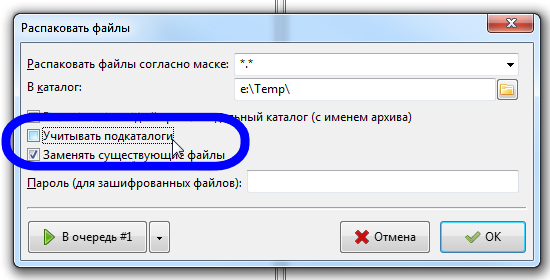 Распаковать файлы
Распаковать файлы согласно маске: *.*
В каталог: e:\Temp\
каталог (с именем архива)
Учитывать подкаталоги
Заменять существующие файлы
Пароль (для зашифрованных файлов):
В очередь #1 Отмена OK